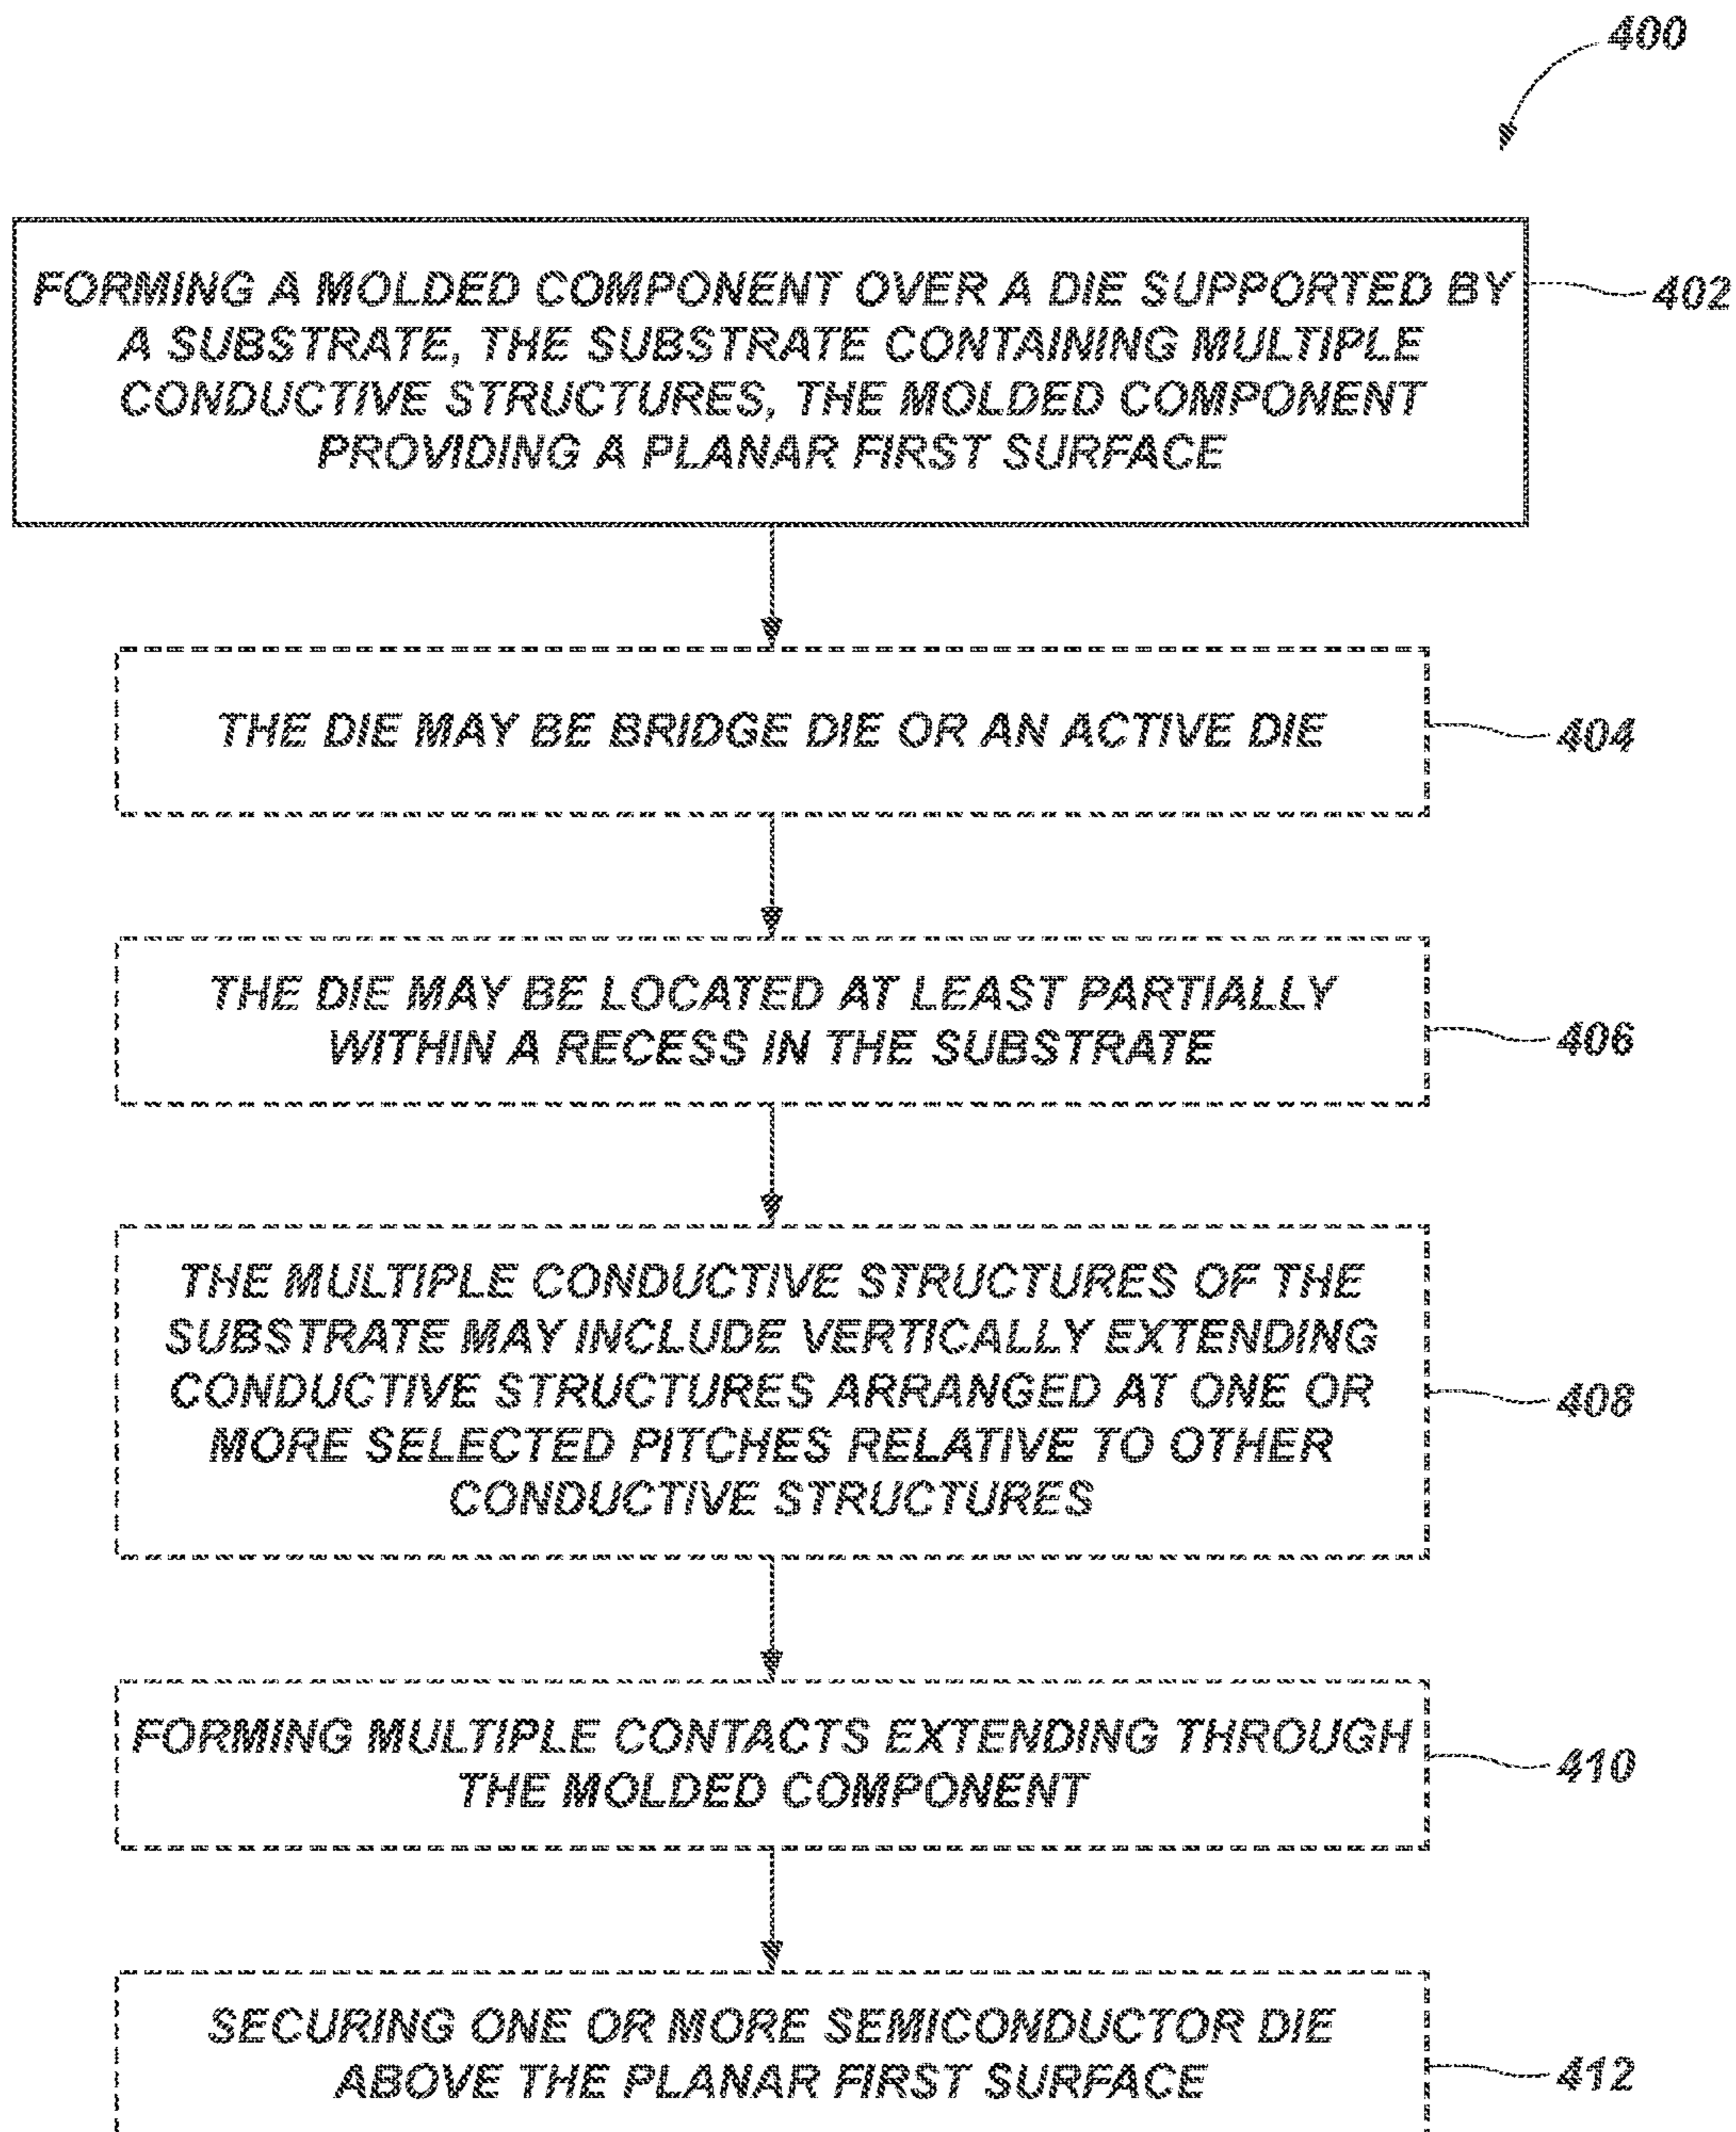 400
FORMING A MOLDED COMPONENT OVER A DIE SUPPORTED BY
A SUBSTRATE, THE SUBSTRATE CONTAINING MULTIPLE
CONDUCTIVE STRUCTURES, THE MOLDED COMPONENT
PROVIDING A PLANAR FIRST SURFACE
402
THE DIE MAY BE BRIDGE DIE OR AN ACTIVE DIE
404
THE DIE MAY BE LOCATED AT LEAST PARTIALLY
WITHIN A RECESS IN THE SUBSTRATE
406
THE MULTIPLE CONDUCTIVE STRUCTURES OF THE
SUBSTRATE MAY INCLUDE VERTICALLY EXTENDING
CONDUCTIVE STRUCTURES ARRANGED AT ONE OR
MORE SELECTED PITCHES RELATIVE TO OTHER
CONDUCTIVE STRUCTURES
408
FORMING MULTIPLE CONTACTS EXTENDING THROUGH
THE MOLDED COMPONENT
410
SECURING ONE OR MORE SEMICONDUCTOR DIE
ABOVE THE PLANAR FIRST SURFACE
412